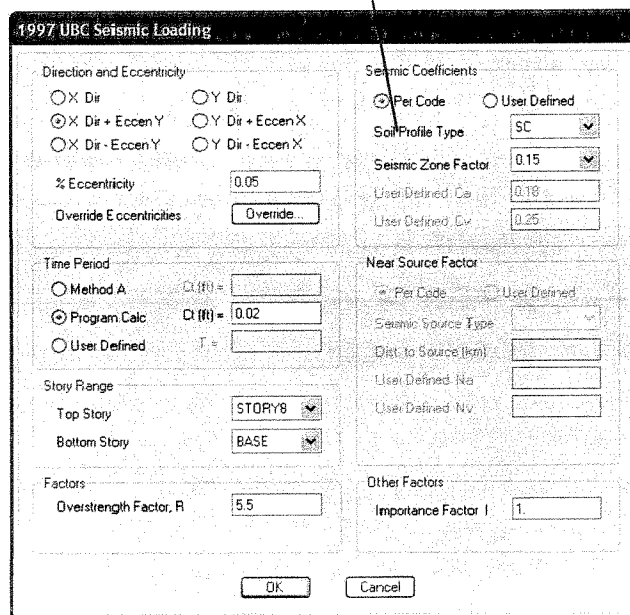 1997 UBC Seismic Loading
Direction and Eccentricity
X Dir
Y Dir
X Dir + Eccen Y
Y Dir + Eccen X
X Dir - Eccen Y
Y Dir - Eccen X
% Eccentricity
0.05
Override Eccentricities
Override...
Time Period
Method A
Ct (ft) =
Program Calc
Ct (ft) =
0.02
User Defined
T =
Story Range
Top Story
STORY8
Bottom Story
BASE
Factors
Overstrength Factor, R
5.5
Seismic Coefficients
Per Code
User Defined
Soil Profile Type
SC
Seismic Zone Factor
0.15
User Defined Ca
0.18
User Defined Cv
0.25
Near Source Factor
Per Code
User Defined
Seismic Source Type
Dist. to Source (km)
User Defined Na
User Defined Nv
Other Factors
Importance Factor I
1.
OK
Cancel